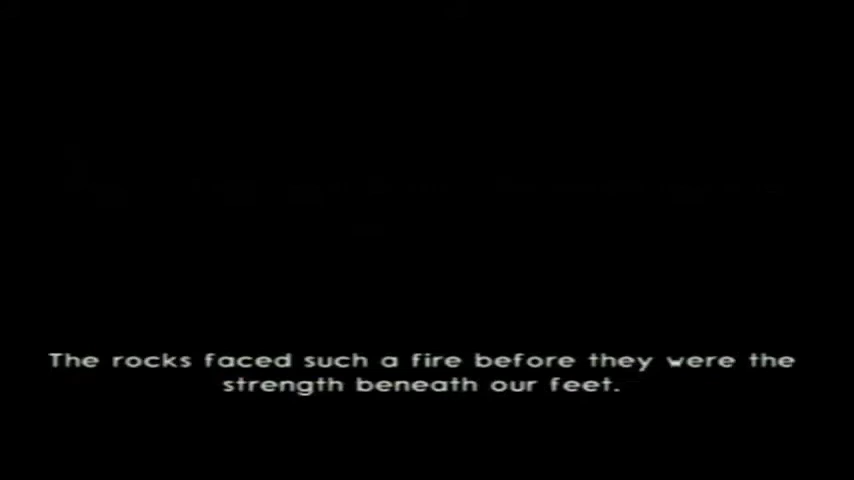 The rocks faced such a fire before they were the
strength beneath our feet.